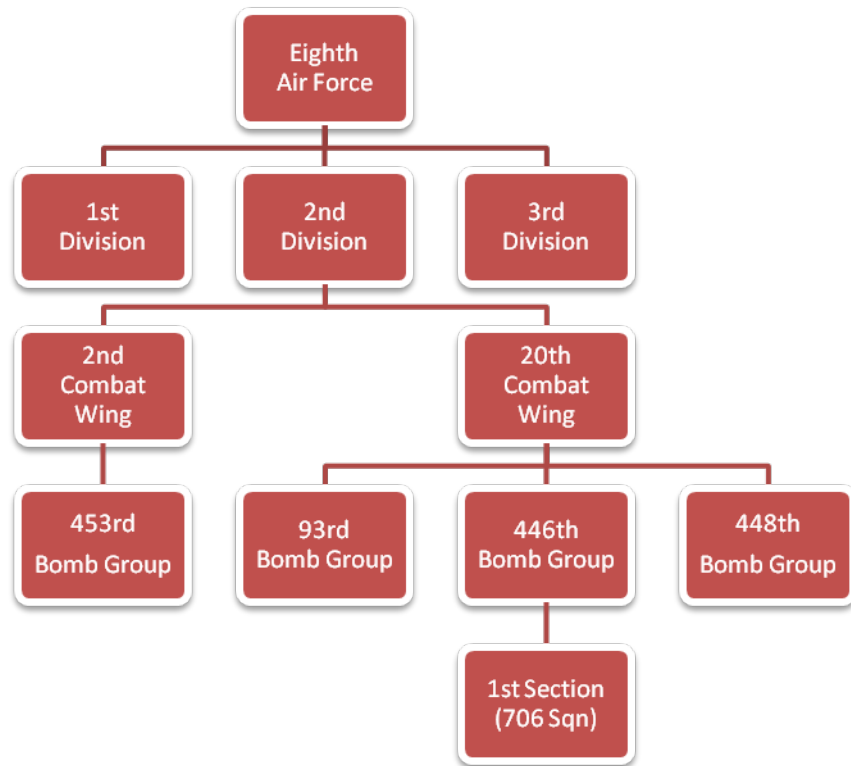 Eighth
Air Force
1st
Division
2nd
Division
3rd
Division
2nd
Combat
Wing
20th
Combat
Wing
453rd
Bomb Group
93rd
Bomb Group
446th
Bomb Group
448th
Bomb Group
1st Section
(706 Sqn)